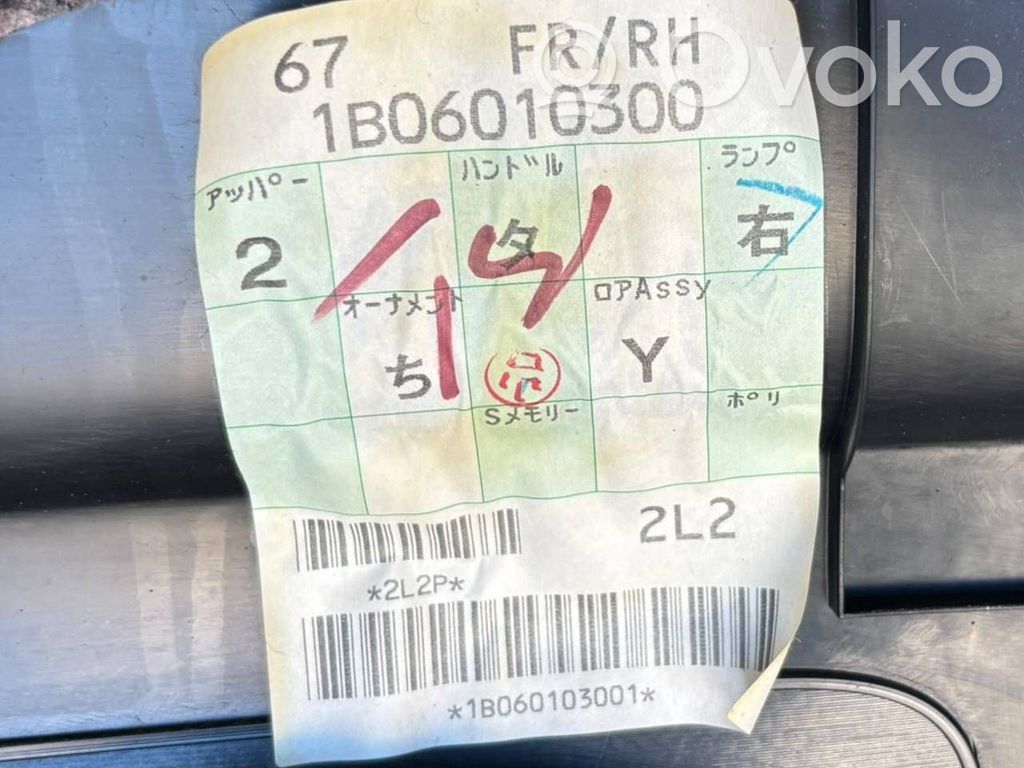 67 FR/RH
1B06010300
アッパー ハンドル ランプ
2 タ 右
オーナメント ロアAssy
ち Y
Sメモリー ポリ
2L2
*2L2P*
*1B060103001*
Ovoko